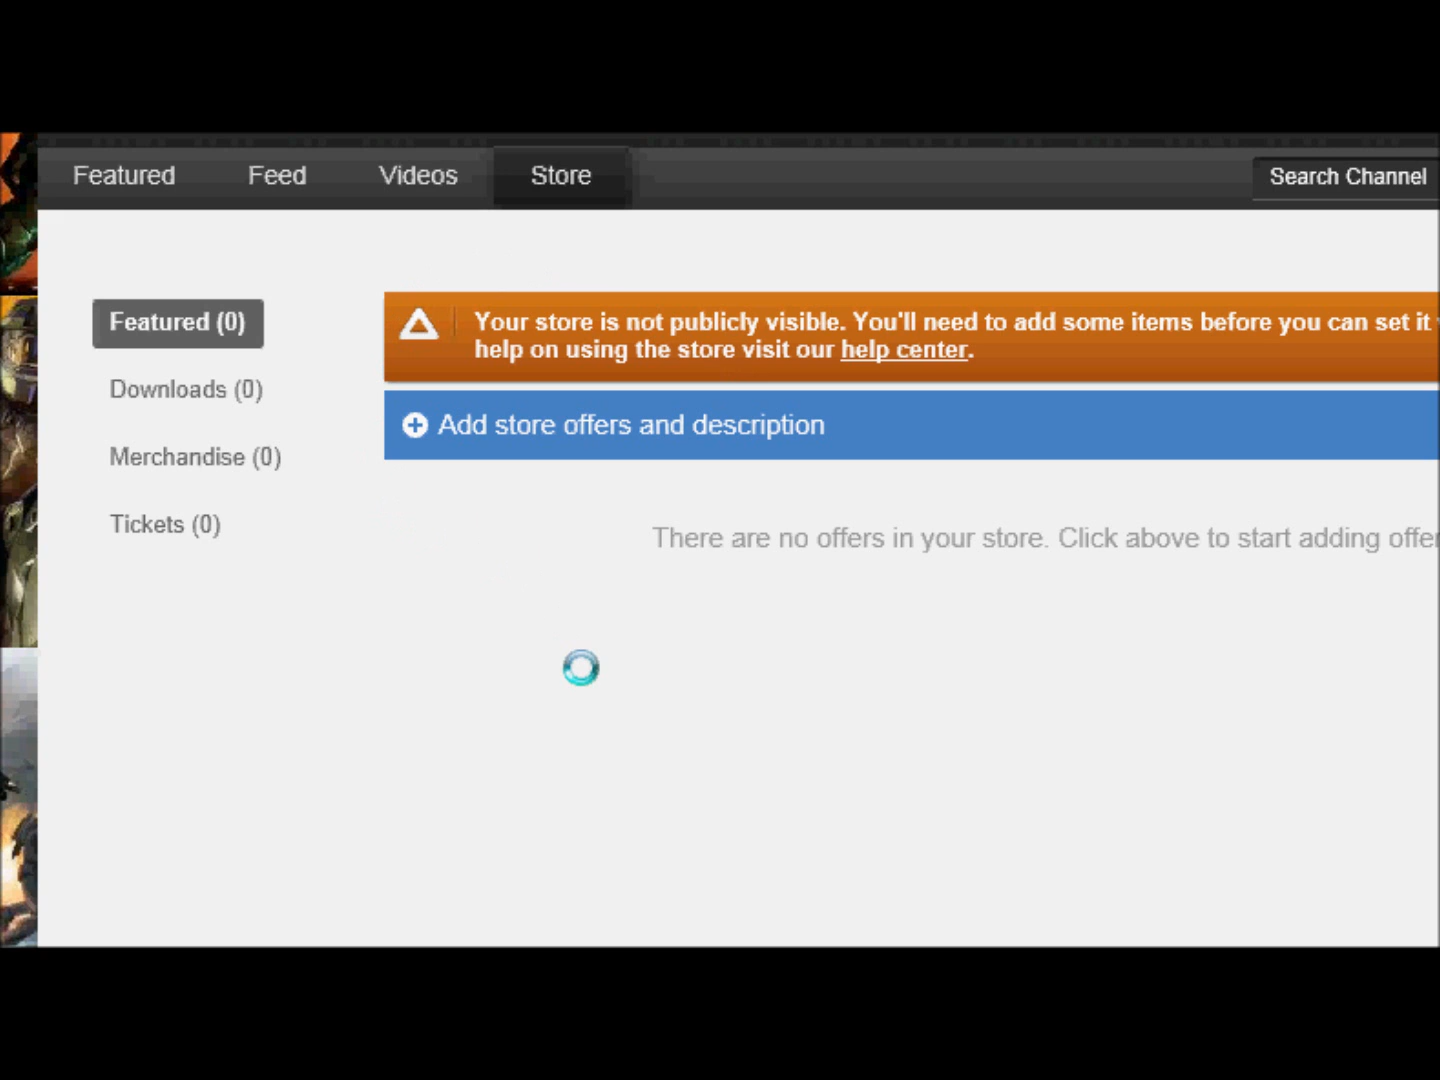 Featured Feed Videos Store Search Channel
Featured (0)
Downloads (0)
Merchandise (0)
Tickets (0)
Your store is not publicly visible. You'll need to add some items before you can set it
help on using the store visit our help center.
Add store offers and description
There are no offers in your store. Click above to start adding offer